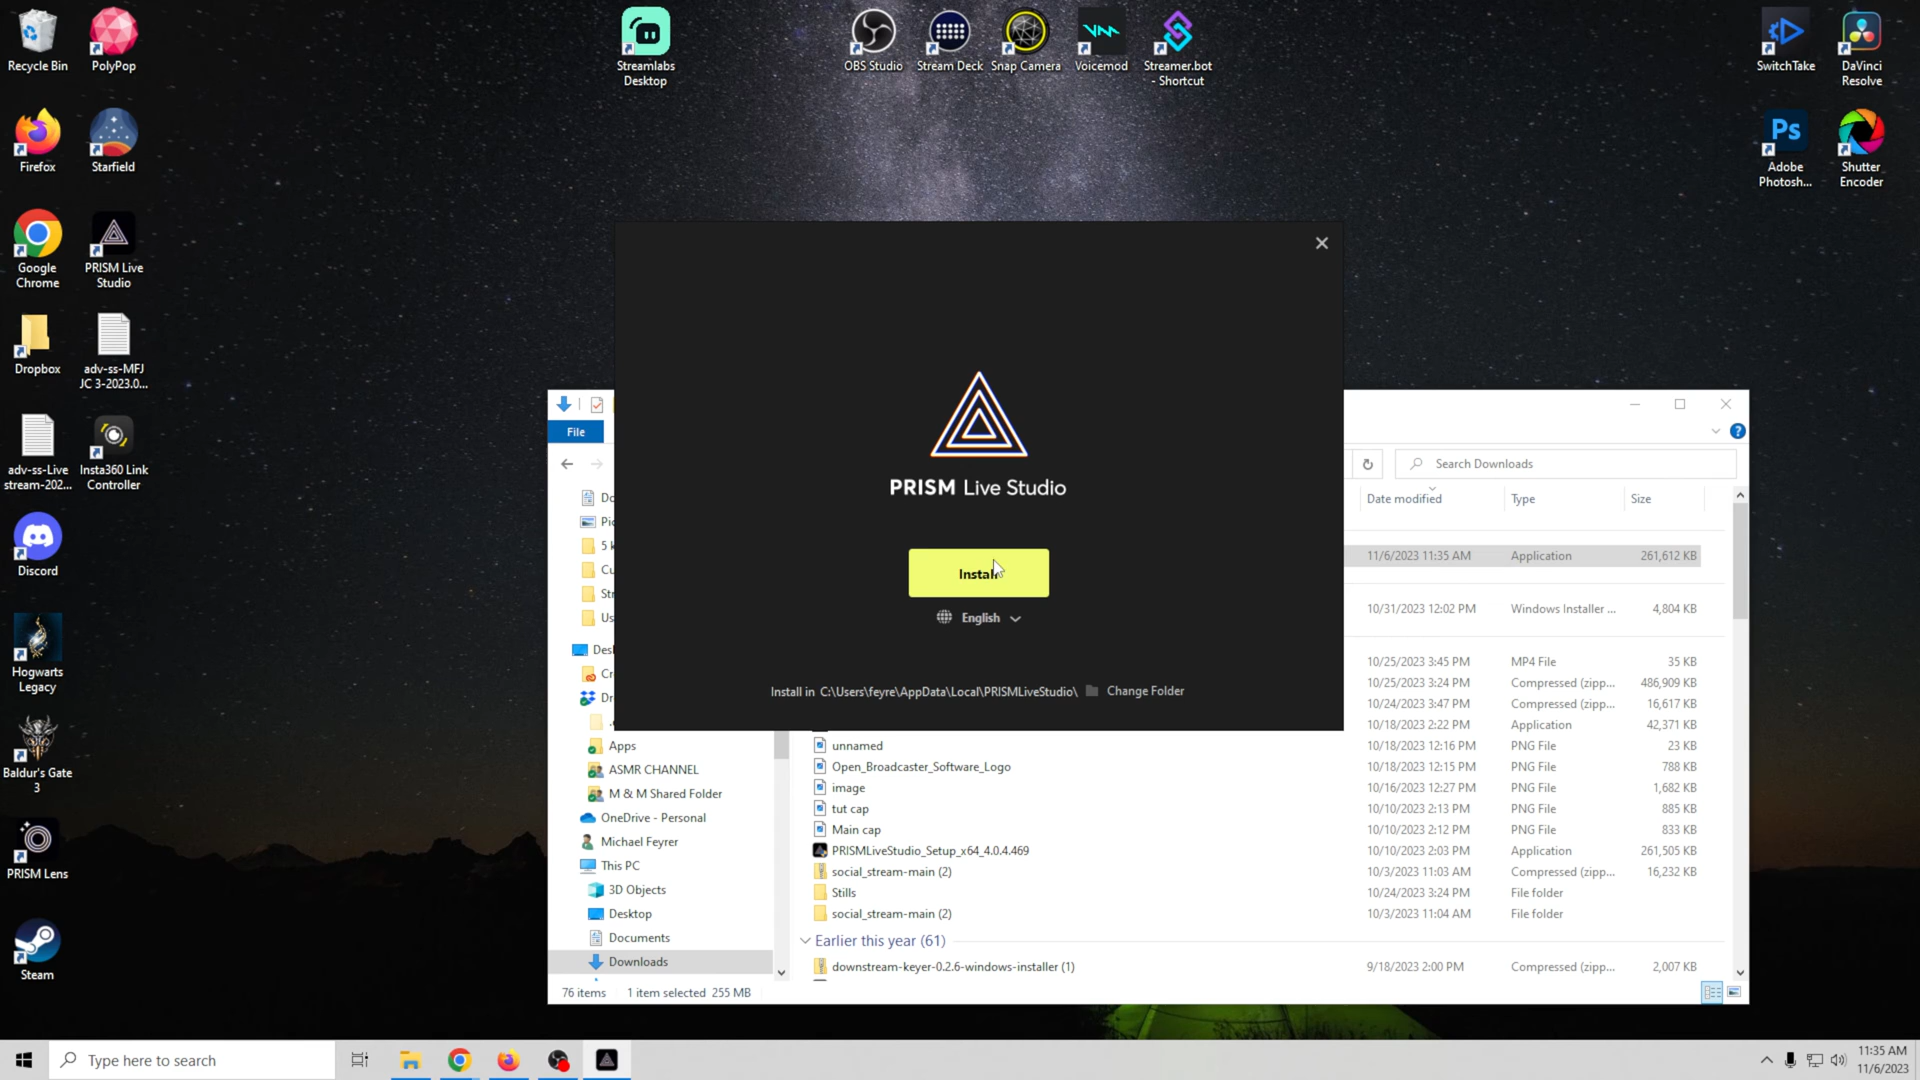 Recycle Bin
PolyPop
Streamlabs
Desktop
OBS Studio
Stream Deck
Snap Camera
Voicemod
Streamer.bot
- Shortcut
SwitchTake
DaVinci
Resolve
Firefox
Starfield
Ps
Adobe
Photosh...
Shutter
Encoder
Google
Chrome
PRISM Live
Studio
Dropbox
adv-ss-MFJ
JC 3-2023.0...
adv-ss-Live
stream-202...
Insta360 Link
Controller
Discord
Hogwarts
Legacy
Baldur's Gate
3
PRISM Lens
Steam
PRISM Live Studio
Install
English
Install in C:\Users\feyre\AppData\Local\PRISMLiveStudio\ Change Folder
File
Search Downloads
Date modified Type Size
11/6/2023 11:35 AM Application 261,612 KB
10/31/2023 12:02 PM Windows Installer ... 4,804 KB
10/25/2023 3:45 PM MP4 File 35 KB
10/25/2023 3:24 PM Compressed (zipp... 486,909 KB
10/24/2023 3:47 PM Compressed (zipp... 16,617 KB
10/18/2023 2:22 PM Application 42,371 KB
unnamed 10/18/2023 12:16 PM PNG File 23 KB
Open_Broadcaster_Software_Logo 10/18/2023 12:15 PM PNG File 788 KB
image 10/16/2023 12:27 PM PNG File 1,682 KB
tut cap 10/10/2023 2:13 PM PNG File 885 KB
Main cap 10/10/2023 2:12 PM PNG File 833 KB
PRISMLiveStudio_Setup_x64_4.0.4.469 10/10/2023 2:03 PM Application 261,505 KB
social_stream-main (2) 10/3/2023 11:03 AM Compressed (zipp... 16,232 KB
Stills 10/24/2023 3:24 PM File folder
social_stream-main (2) 10/3/2023 11:04 AM File folder
Earlier this year (61)
downstream-keyer-0.2.6-windows-installer (1) 9/18/2023 2:00 PM Compressed (zipp... 2,007 KB
Do
Pic
5 k
Cu
Str
Us
Des
Cr
Dr
Apps
ASMR CHANNEL
M & M Shared Folder
OneDrive - Personal
Michael Feyrer
This PC
3D Objects
Desktop
Documents
Downloads
76 items 1 item selected 255 MB
Type here to search
11:35 AM
11/6/2023